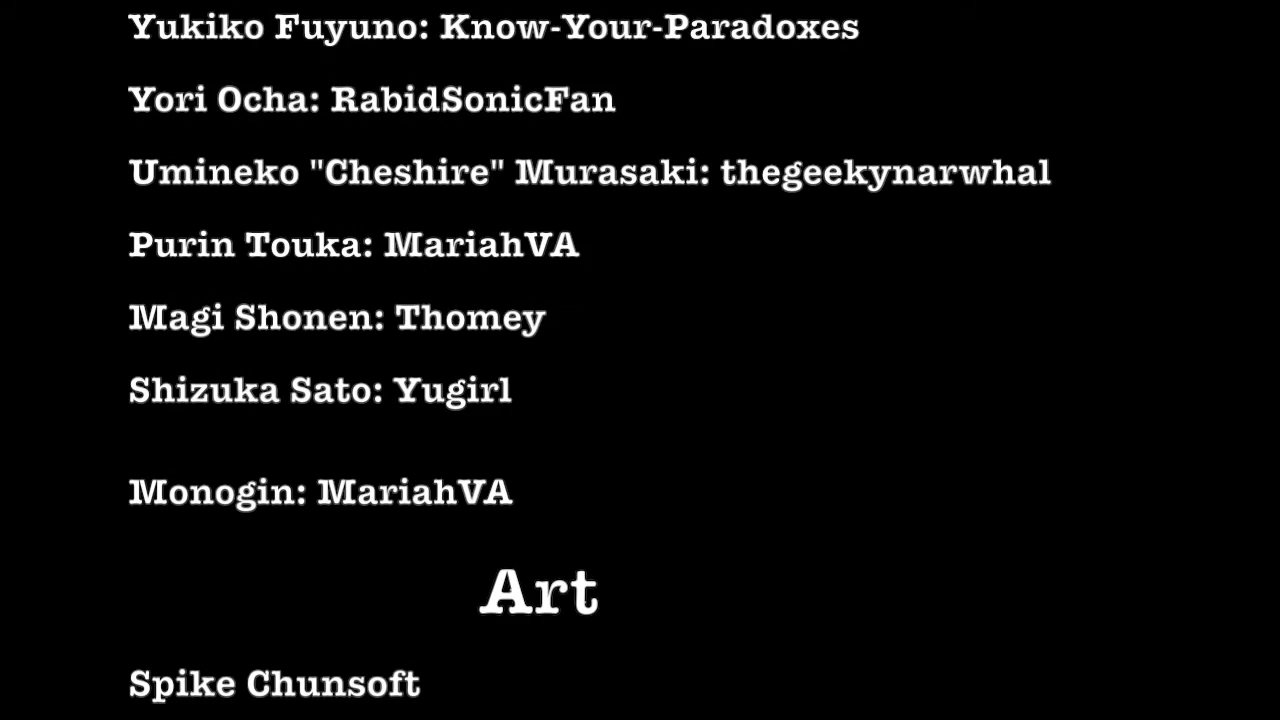 Yukiko Fuyuno: Know-Your-Paradoxes
Yori Ocha: RabidSonicFan
Umineko "Cheshire" Murasaki: thegeekynarwhal
Purin Touka: MariahVA
Magi Shonen: Thomey
Shizuka Sato: Yugirl
Monogin: MariahVA
Art
Spike Chunsoft